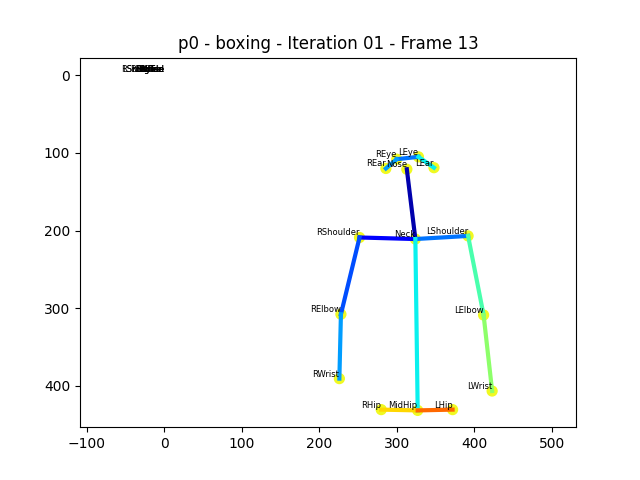 p0 - boxing - Iteration 01 - Frame 13
0
100
200
300
400
REye LEye
REar Nose LEar
RShoulder Neck LShoulder
RElbow LElbow
RWrist LWrist
RHip MidHip LHip
−100 0 100 200 300 400 500